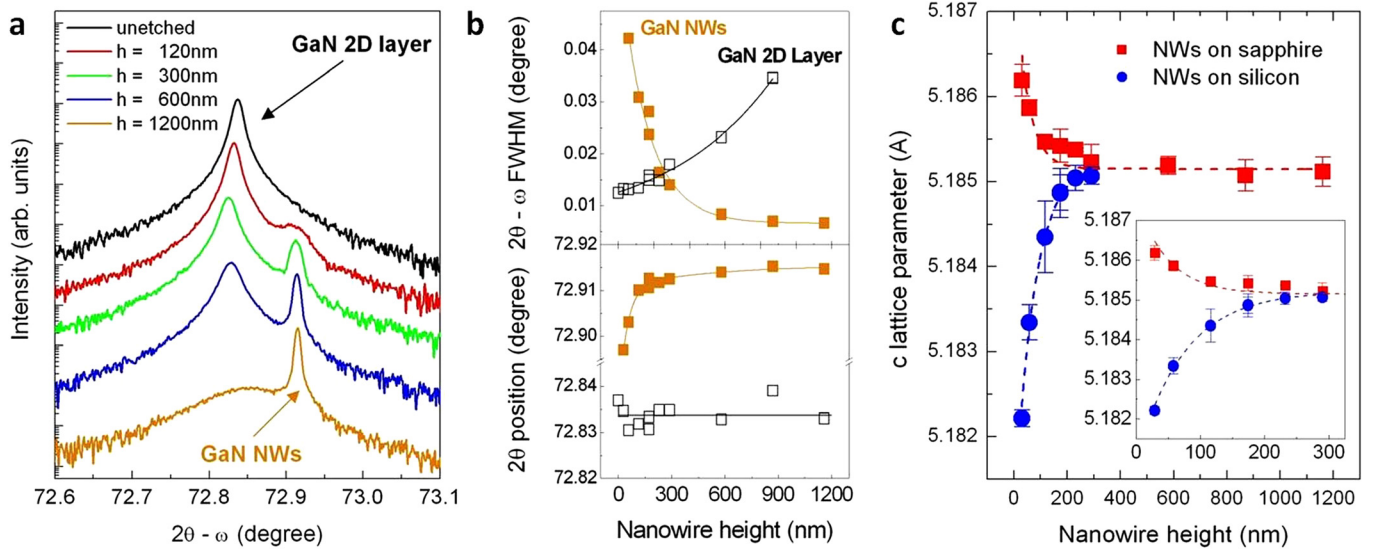 a
unetched
h = 120nm
h = 300nm
h = 600nm
h = 1200nm
GaN 2D layer
GaN NWs
Intensity (arb. units)
72.6 72.7 72.8 72.9 73.0 73.1
2θ - ω (degree)
b
GaN NWs
GaN 2D Layer
2θ - ω FWHM (degree)
0.04
0.03
0.02
0.01
72.92
72.91
72.90
72.84
72.83
72.82
2θ position (degree)
0 300 600 900 1200
Nanowire height (nm)
c
NWs on sapphire
NWs on silicon
c lattice parameter (A)
5.187
5.186
5.185
5.184
5.183
5.182
5.187
5.186
5.185
5.184
5.183
5.182
0 100 200 300
0 200 400 600 800 1000 1200
Nanowire height (nm)